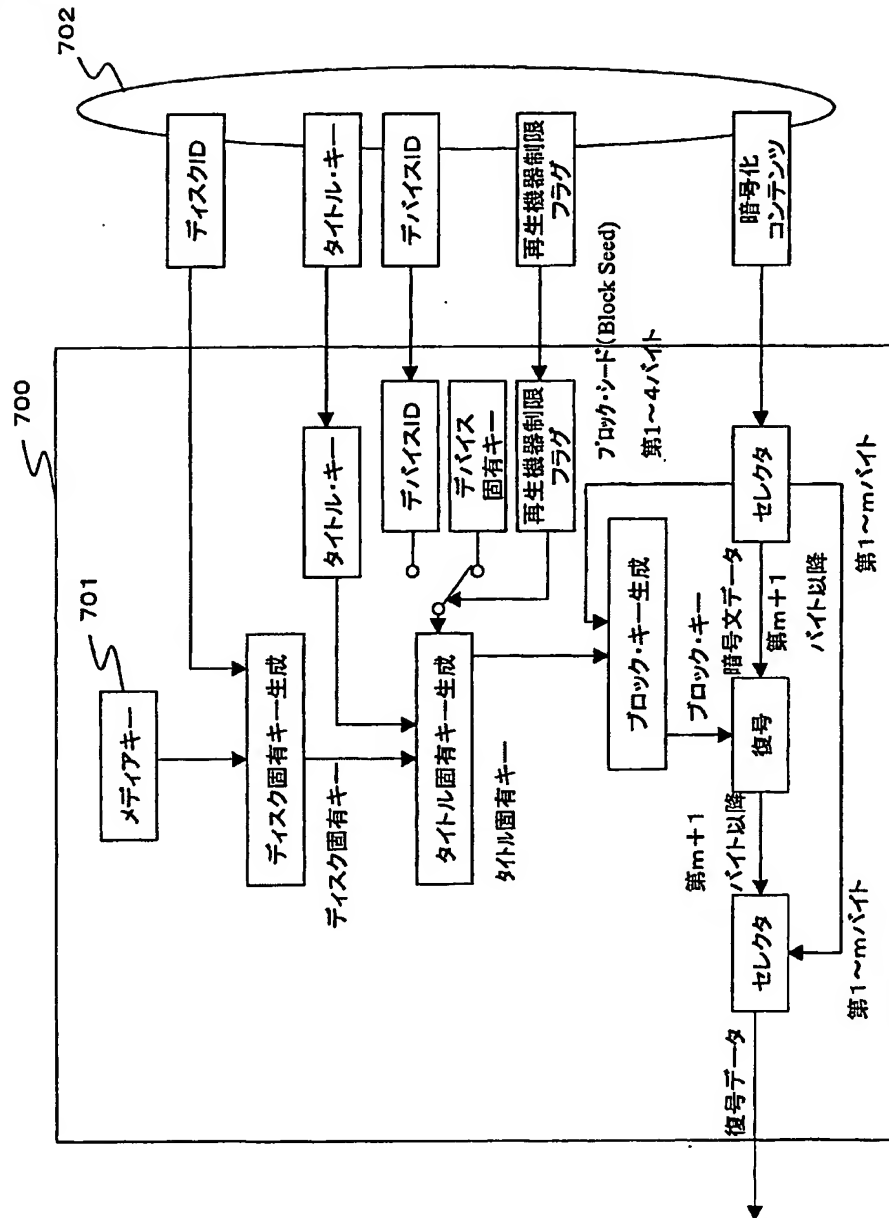 702
ディスクID
タイトル・キー
デバイスID
再生機器制限
フラグ
暗号化
コンテンツ
700
701
メディアキー
ディスク固有キー生成
ディスク固有キー
タイトル・キー
デバイスID
デバイス
固有キー
再生機器制限
フラグ
タイトル固有キー生成
タイトル固有キー
ブロック・シード(Block Seed)
第1~4バイト
ブロック・キー生成
ブロック・キー
セレクタ
暗号文データ
第m+1
バイト以降
第1~mバイト
復号
第m+1
バイト以降
セレクタ
第1~mバイト
復号データ